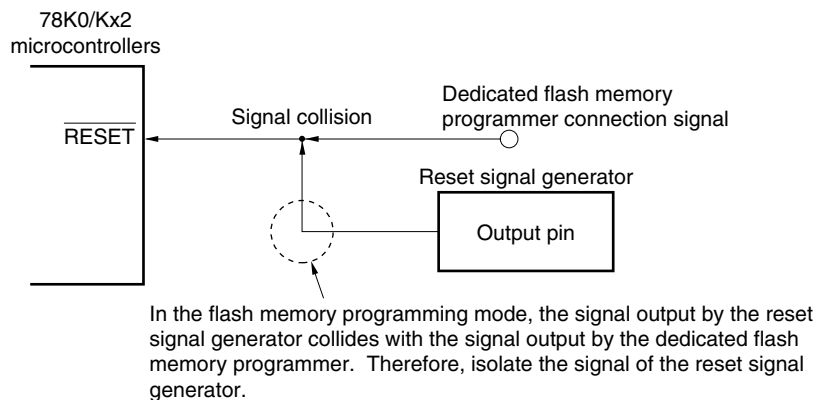 78K0/Kx2
microcontrollers
RESET
Signal collision
Dedicated flash memory
programmer connection signal
Reset signal generator
Output pin
In the flash memory programming mode, the signal output by the reset
signal generator collides with the signal output by the dedicated flash
memory programmer.  Therefore, isolate the signal of the reset signal
generator.